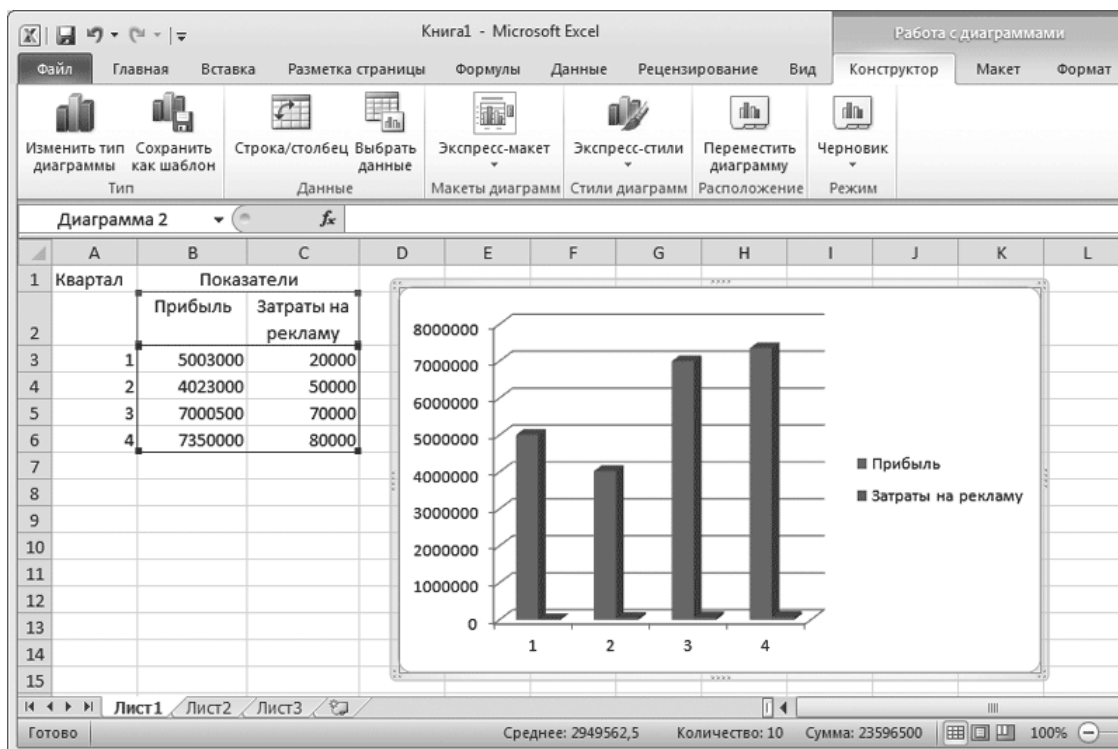 Книга1 - Microsoft Excel
Работа с диаграммами
Файл Главная Вставка Разметка страницы Формулы Данные Рецензирование Вид Конструктор Макет Формат
Изменить тип диаграммы
Сохранить как шаблон
Строка/столбец
Выбрать данные
Экспресс-макет
Экспресс-стили
Переместить диаграмму
Черновик
Тип Данные Макеты диаграмм Стили диаграмм Расположение Режим
Диаграмма 2 fx
A B C D E F G H I J K L
1 Квартал Показатели
2 Прибыль Затраты на рекламу
3 1 5003000 20000
4 2 4023000 50000
5 3 7000500 70000
6 4 7350000 80000
7
8
9
10
11
12
13
14
15
8000000
7000000
6000000
5000000
4000000
3000000
2000000
1000000
0
1 2 3 4
Прибыль
Затраты на рекламу
Лист1 Лист2 Лист3
Готово Среднее: 2949562,5 Количество: 10 Сумма: 23596500 100%